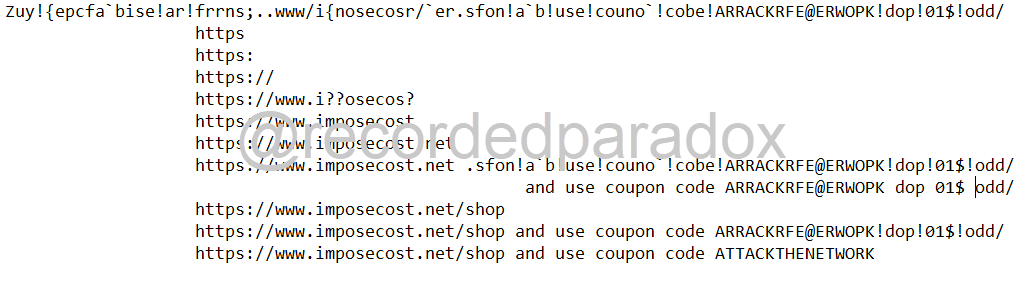 Zuy!{epcfa`bise!ar!frrns;..www/i{nosecosr/`er.sfon!a`b!use!couno`!cobe!ARRACKRFE@ERWOPK!dop!01$!odd/
https
https:
https://
https://www.i??osecos?
https://www.imposecost
https://www.imposecost net
https://www.imposecost.net .sfon!a`b!use!couno`!cobe!ARRACKRFE@ERWOPK!dop!01$!odd/
and use coupon code ARRACKRFE@ERWOPK dop 01$ odd/
https://www.imposecost.net/shop
https://www.imposecost.net/shop and use coupon code ARRACKRFE@ERWOPK!dop!01$!odd/
https://www.imposecost.net/shop and use coupon code ATTACKTHENETWORK
@recordedparadox